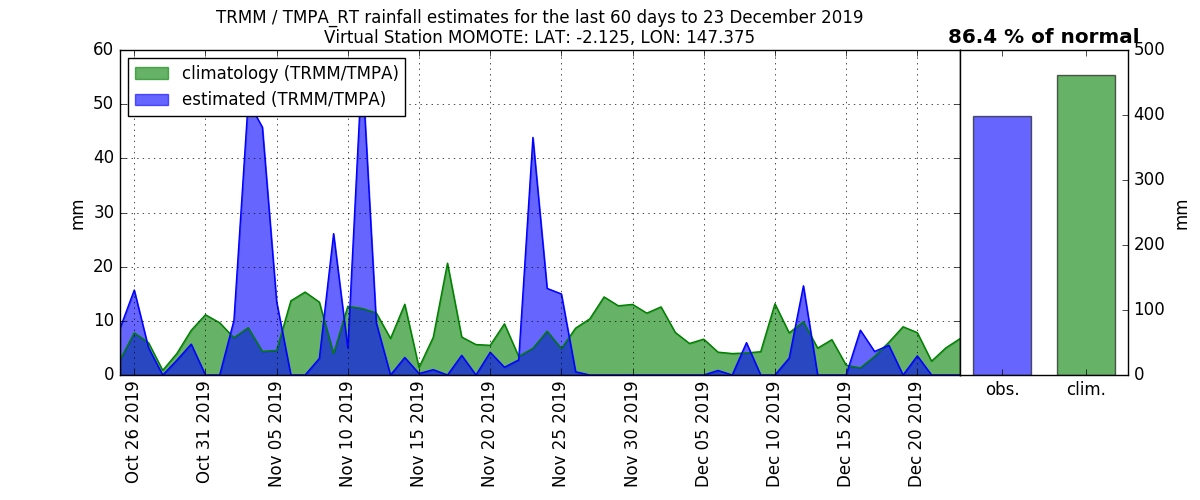 TRMM / TMPA_RT rainfall estimates for the last 60 days to 23 December 2019
Virtual Station MOMOTE: LAT: -2.125, LON: 147.375
86.4 % of normal
climatology (TRMM/TMPA)
estimated (TRMM/TMPA)
60
50
40
30
20
10
0
mm
Oct 26 2019
Oct 31 2019
Nov 05 2019
Nov 10 2019
Nov 15 2019
Nov 20 2019
Nov 25 2019
Nov 30 2019
Dec 05 2019
Dec 10 2019
Dec 15 2019
Dec 20 2019
500
400
300
200
100
0
mm
obs.
clim.